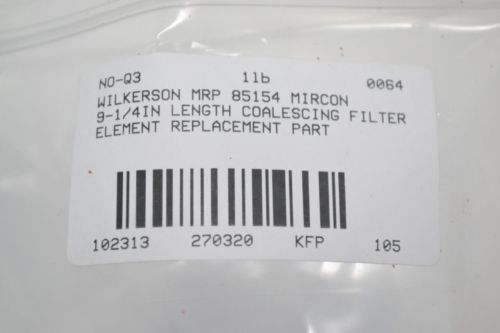 NO-Q3 11b 0064
WILKERSON MRP 85154 MIRCON
9-1/4IN LENGTH COALESCING FILTER
ELEMENT REPLACEMENT PART
102313 270320 KFP 105